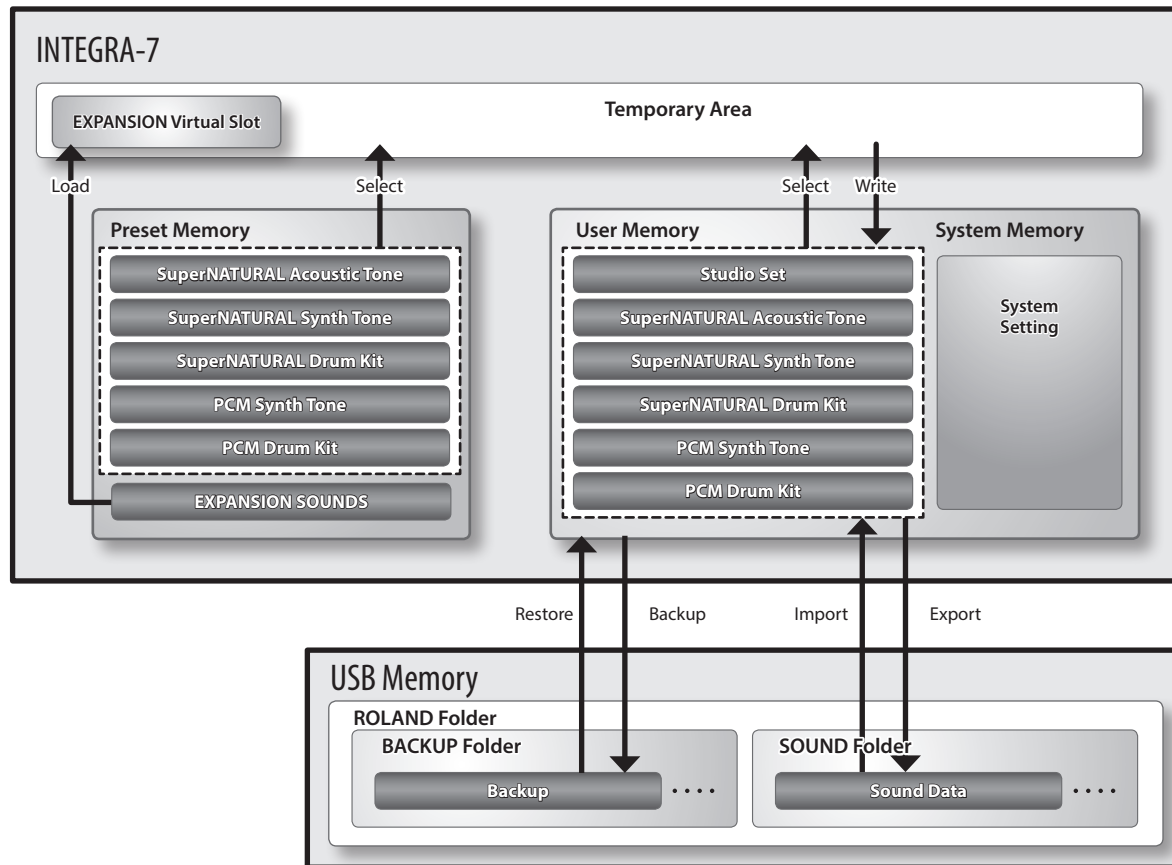 INTEGRA-7
Temporary Area
EXPANSION Virtual Slot
Load
Select
Select
Write
Preset Memory
SuperNATURAL Acoustic Tone
SuperNATURAL Synth Tone
SuperNATURAL Drum Kit
PCM Synth Tone
PCM Drum Kit
EXPANSION SOUNDS
User Memory
Studio Set
SuperNATURAL Acoustic Tone
SuperNATURAL Synth Tone
SuperNATURAL Drum Kit
PCM Synth Tone
PCM Drum Kit
System Memory
System
Setting
Restore
Backup
Import
Export
USB Memory
ROLAND Folder
BACKUP Folder
Backup
....
SOUND Folder
Sound Data
....